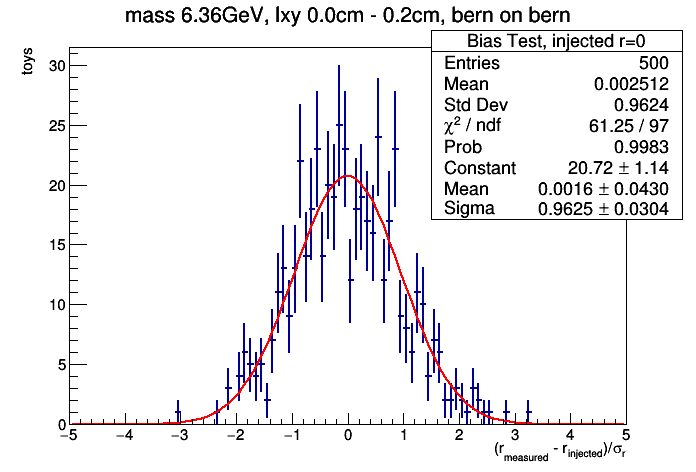 mass 6.36GeV, lxy 0.0cm - 0.2cm, bern on bern
toys
Bias Test, injected r=0
Entries 500
Mean 0.002512
Std Dev 0.9624
χ² / ndf 61.25 / 97
Prob 0.9983
Constant 20.72 ± 1.14
Mean 0.0016 ± 0.0430
Sigma 0.9625 ± 0.0304
30
25
20
15
10
5
0
−5 −4 −3 −2 −1 0 1 2 3 4 5
(r_measured - r_injected)/σ_r